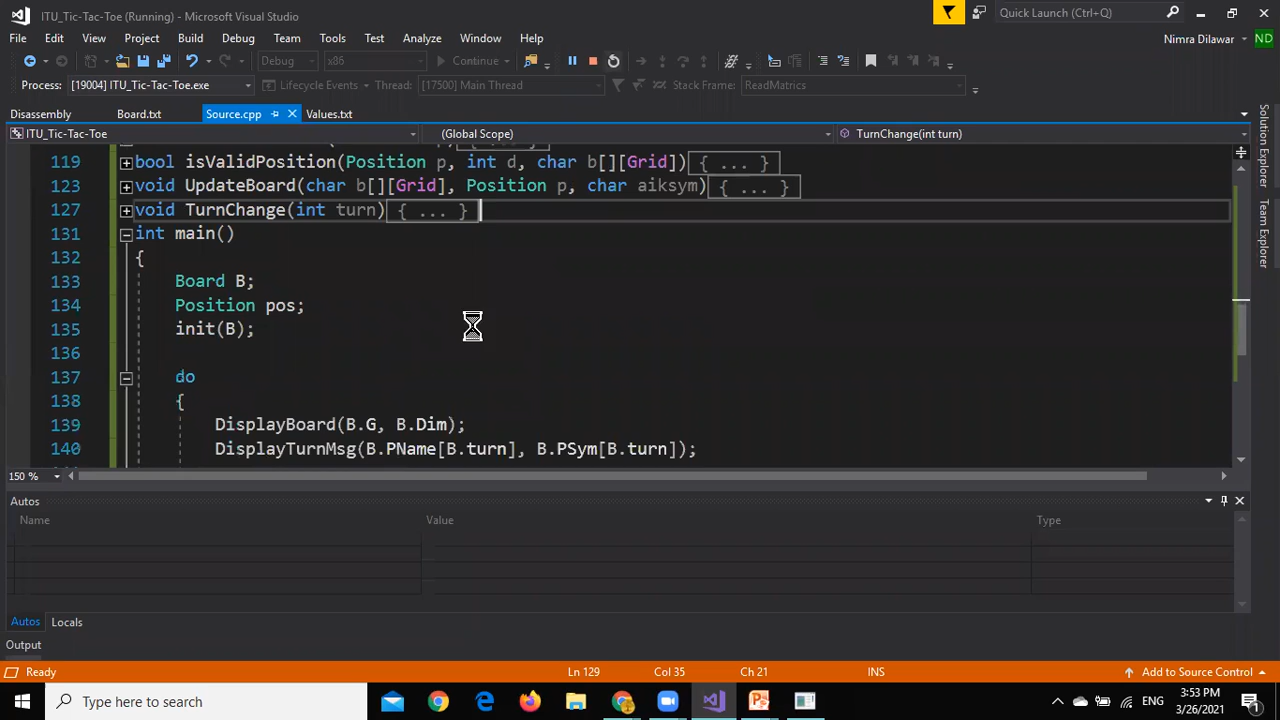 ITU_Tic-Tac-Toe (Running) - Microsoft Visual Studio
Quick Launch (Ctrl+Q)
File Edit View Project Build Debug Team Tools Test Analyze Window Help
Nimra Dilawar ND
Debug x86 Continue
Process: [19004] ITU_Tic-Tac-Toe.exe Lifecycle Events Thread: [17500] Main Thread Stack Frame: ReadMatrics
Disassembly Board.txt Source.cpp Values.txt
ITU_Tic-Tac-Toe (Global Scope) TurnChange(int turn)
119 bool isValidPosition(Position p, int d, char b[][Grid]){ ... }
123 void UpdateBoard(char b[][Grid], Position p, char aiksym){ ... }
127 void TurnChange(int turn){ ... }
131 int main()
132 {
133 Board B;
134 Position pos;
135 init(B);
136
137 do
138 {
139 DisplayBoard(B.G, B.Dim);
140 DisplayTurnMsg(B.PName[B.turn], B.PSym[B.turn]);
150 %
Solution Explorer
Team Explorer
Autos
Name Value Type
Autos Locals
Output
Ready Ln 129 Col 35 Ch 21 INS Add to Source Control
Type here to search
ENG
3:53 PM
3/26/2021
1